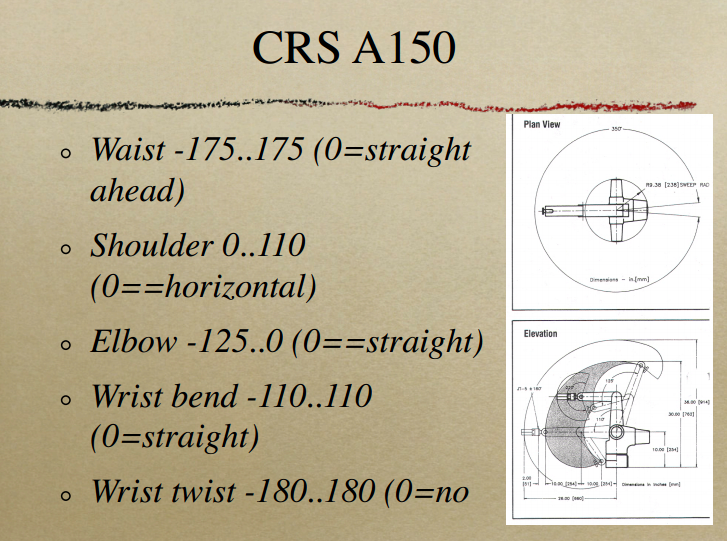 CRS A150
Waist -175..175 (0=straight
ahead)
Shoulder 0..110
(0==horizontal)
Elbow -125..0 (0==straight)
Wrist bend -110..110
(0=straight)
Wrist twist -180..180 (0=no
Plan View
350°
R9.38 [238] SWEEP RAD
Dimensions - in.[mm]
Elevation
125°
110°
J1-5 ± 180°
36.00 [914]
30.00 [762]
10.00 [254]
2.00
[51]
10.00 [254]
10.00 [254]
Dimensions in Inches [mm]
26.00 [660]